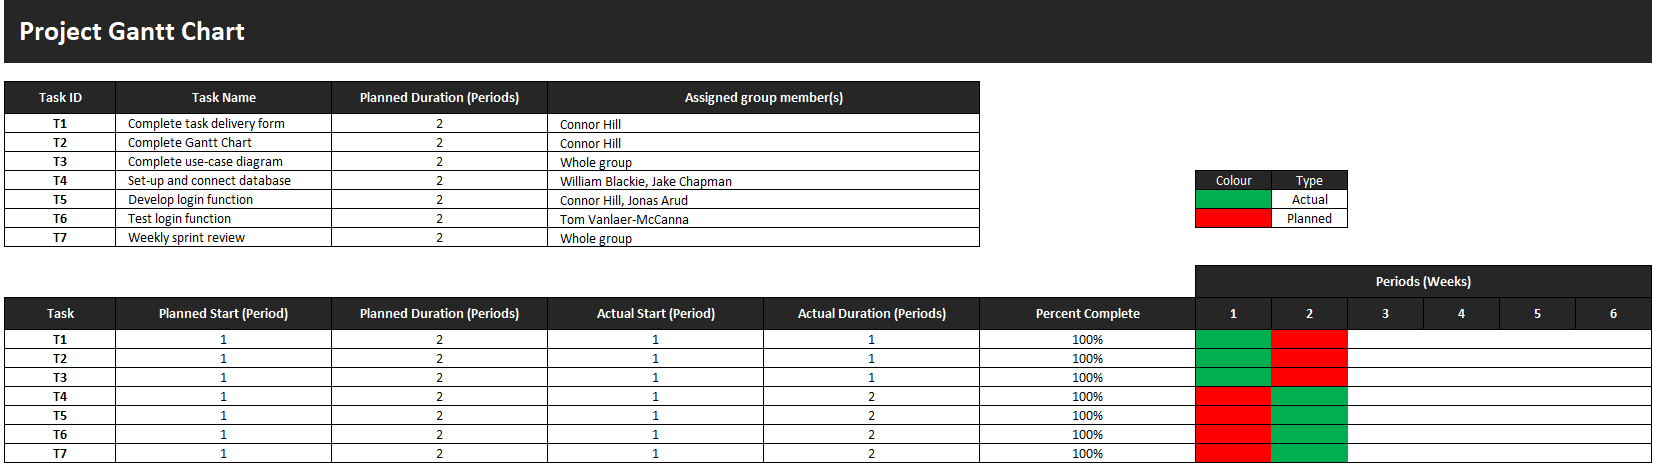 Project Gantt Chart
Task ID Task Name Planned Duration (Periods) Assigned group member(s)
T1 Complete task delivery form 2 Connor Hill
T2 Complete Gantt Chart 2 Connor Hill
T3 Complete use-case diagram 2 Whole group
T4 Set-up and connect database 2 William Blackie, Jake Chapman
T5 Develop login function 2 Connor Hill, Jonas Arud
T6 Test login function 2 Tom Vanlaer-McCanna
T7 Weekly sprint review 2 Whole group
Colour Type
Actual
Planned
Periods (Weeks)
Task Planned Start (Period) Planned Duration (Periods) Actual Start (Period) Actual Duration (Periods) Percent Complete 1 2 3 4 5 6
T1 1 2 1 1 100%
T2 1 2 1 1 100%
T3 1 2 1 1 100%
T4 1 2 1 2 100%
T5 1 2 1 2 100%
T6 1 2 1 2 100%
T7 1 2 1 2 100%